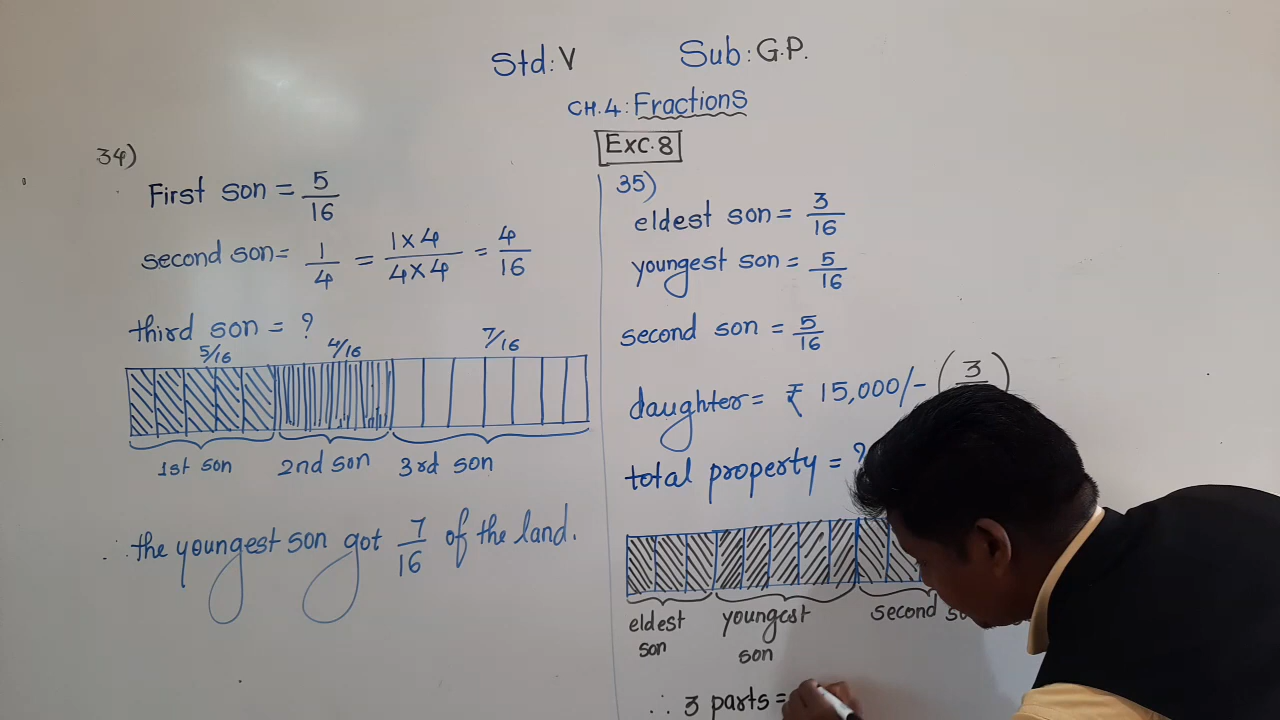 Std: V Sub: G.P.
CH.4: Fractions
Exc. 8
34)
First son = 5/16
second son = 1/4 = 1×4/4×4 = 4/16
third son = ?
5/16 4/16 7/16
1st son 2nd son 3rd son
the youngest son got 7/16 of the land.
35)
eldest son = 3/16
youngest son = 5/16
second son = 5/16
daughter = ₹ 15,000/- (3/ )
total property = ?
eldest son youngest son second
∴ 3 parts =